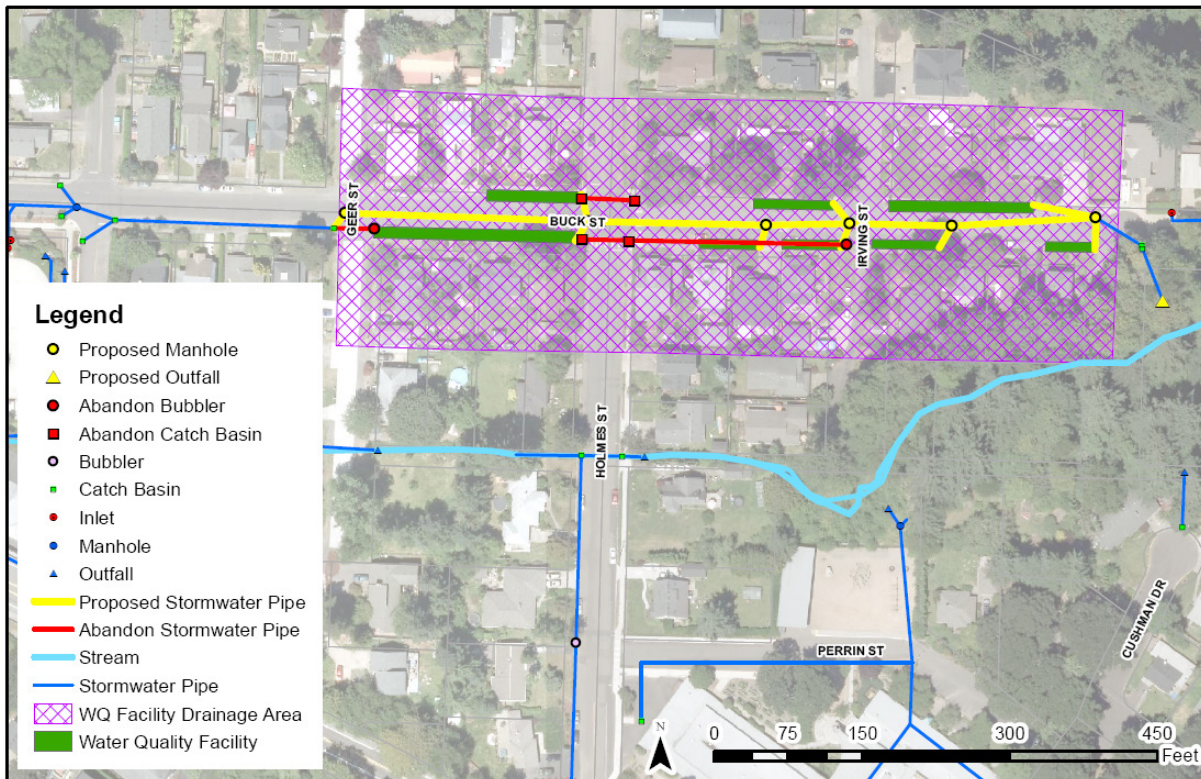 GEER ST
BUCK ST
IRVING ST
HOLMES ST
PERRIN ST
CUSHMAN DR
Legend
Proposed Manhole
Proposed Outfall
Abandon Bubbler
Abandon Catch Basin
Bubbler
Catch Basin
Inlet
Manhole
Outfall
Proposed Stormwater Pipe
Abandon Stormwater Pipe
Stream
Stormwater Pipe
WQ Facility Drainage Area
Water Quality Facility
N
0 75 150 300 450
Feet